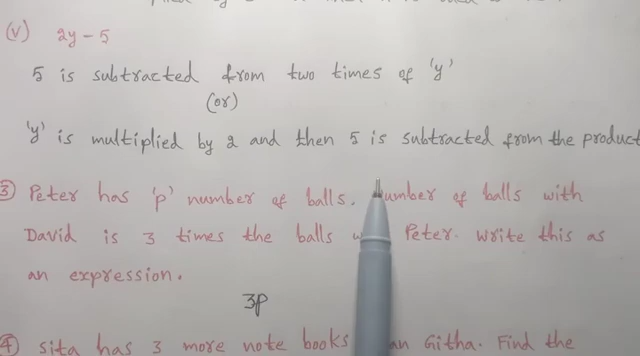 (v) 2y - 5
5 is subtracted from two times of 'y'
(or)
'y' is multiplied by 2 and then 5 is subtracted from the product
③ Peter has 'p' number of balls. number of balls with
David is 3 times the balls Peter. Write this as
an expression.
3p
④ Sita has 3 more note books Githa. Find the